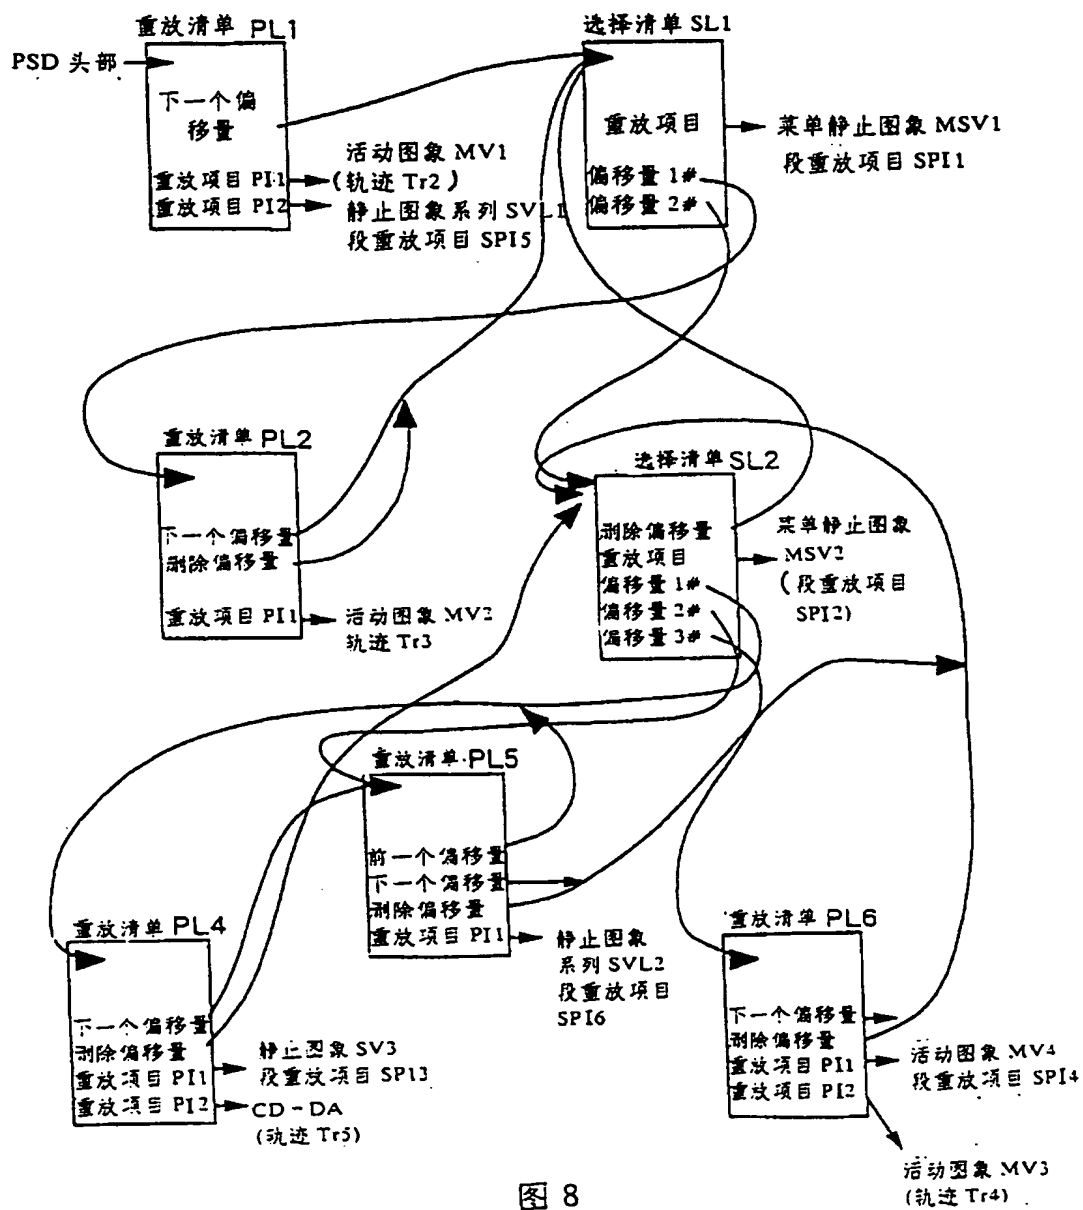 重放清单 PL1
PSD 头部
下一个偏
移量
重放项目 PI1
重放项目 PI2
活动图象 MV1
(轨迹 Tr2)
静止图象系列 SVL1
段重放项目 SPI5
选择清单 SL1
重放项目
偏移量 1#
偏移量 2#
菜单静止图象 MSV1
段重放项目 SPI1
重放清单 PL2
下一个偏移量
删除偏移量
重放项目 PI1
活动图象 MV2
轨迹 Tr3
选择清单 SL2
删除偏移量
重放项目
偏移量 1#
偏移量 2#
偏移量 3#
菜单静止图象
MSV2
(段重放项目
SPI2)
重放清单 PL5
前一个偏移量
下一个偏移量
删除偏移量
重放项目 PI1
静止图象
系列 SVL2
段重放项目
SPI6
重放清单 PL4
下一个偏移量
删除偏移量
重放项目 PI1
重放项目 PI2
静止图象 SV3
段重放项目 SP13
CD-DA
(轨迹 Tr5)
重放清单 PL6
下一个偏移量
删除偏移量
重放项目 PI1
重放项目 PI2
活动图象 MV4
段重放项目 SPI4
活动图象 MV3
(轨迹 Tr4)
图 8